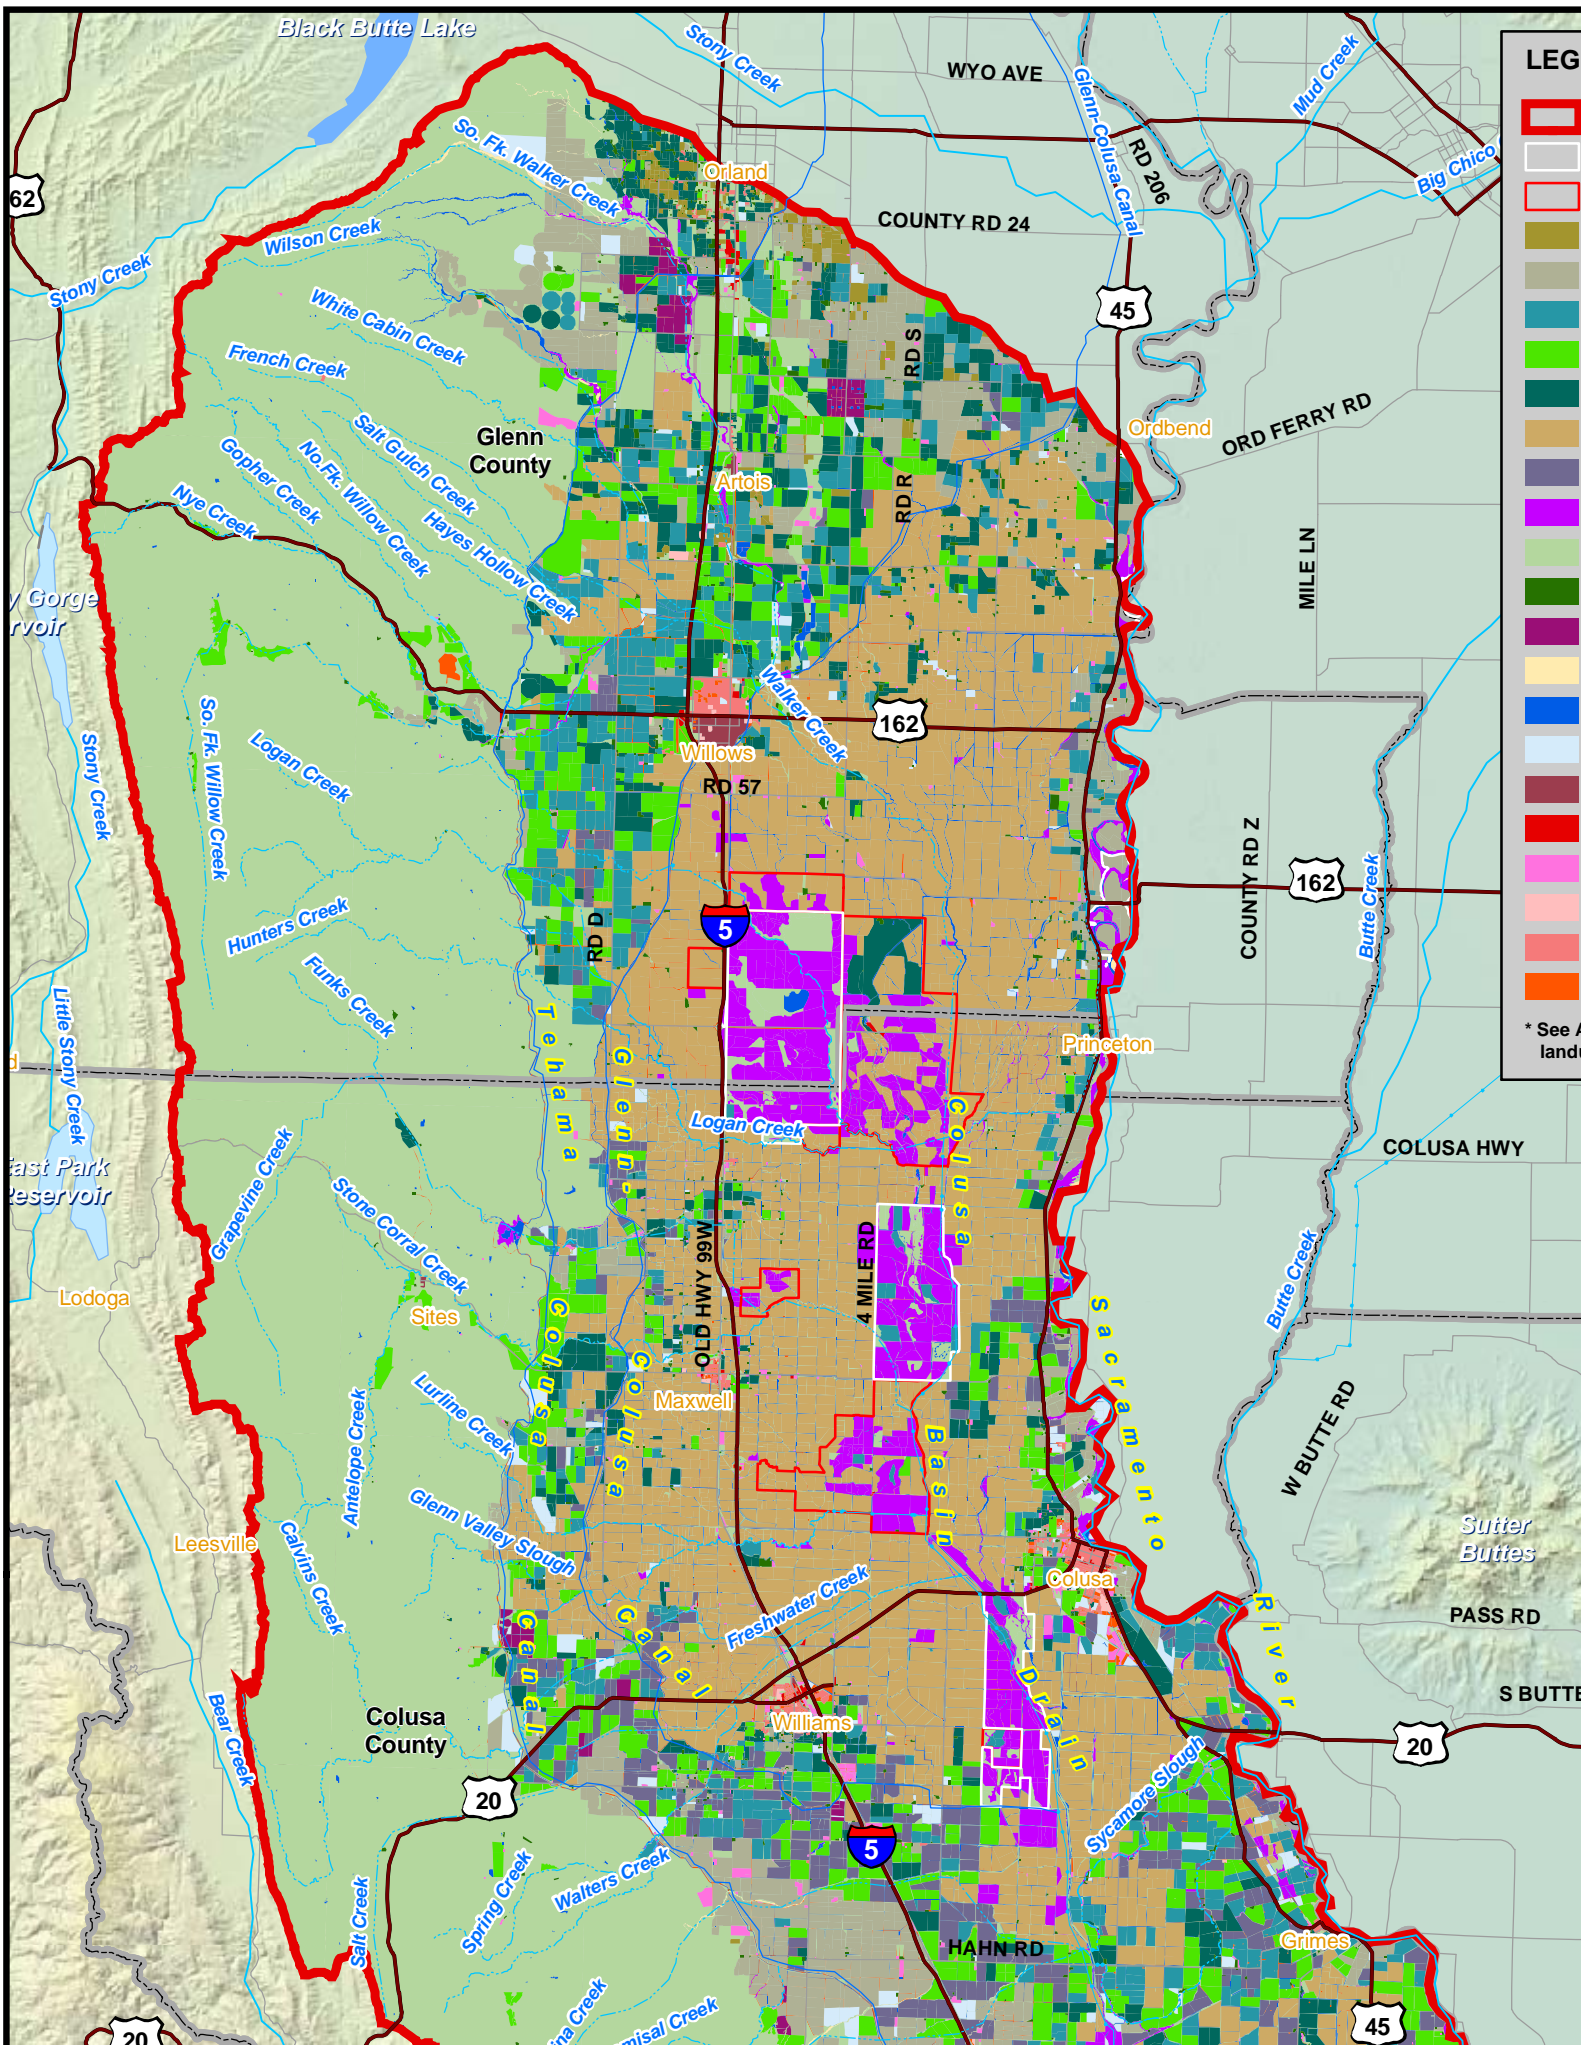 Black Butte Lake
Stony Creek
WYO AVE
Glenn-Colusa Canal
Mud Creek
LEG
RD 206
Big Chico
So. Fk. Walker Creek
Orland
62
COUNTY RD 24
Wilson Creek
Stony Creek
45
White Cabin Creek
French Creek
RD S
Salt Gulch Creek
Glenn
County
Ordbend
ORD FERRY RD
Gopher Creek
No.Fk. Willow Creek
Nye Creek
Hayes Hollow Creek
Artois
RD R
MILE LN
y Gorge
rvoir
So. Fk. Willow Creek
Stony Creek
Logan Creek
Walker Creek
162
Willows
RD 57
COUNTY RD Z
162
Butte Creek
Hunters Creek
RD D
5
Funks Creek
Little Stony Creek
Princeton
* See A
landu
d
Tehama
Colusa
Canal
Glenn-
Colusa
Canal
Logan Creek
Colusa
Basin
Drain
COLUSA HWY
East Park
Reservoir
Grapevine Creek
Stone Corral Creek
OLD HWY 99W
4 MILE RD
Butte Creek
Lodoga
Sites
Sacramento
River
Antelope Creek
Lurline Creek
Maxwell
W BUTTE RD
Glenn Valley Slough
Leesville
Calvins Creek
Sutter
Buttes
Colusa
Freshwater Creek
PASS RD
Bear Creek
Colusa
County
Williams
S BUTTE
20
20
Sycamore Slough
5
Salt Creek
Spring Creek
Walters Creek
HAHN RD
Grimes
45
20
ina Creek
misal Creek